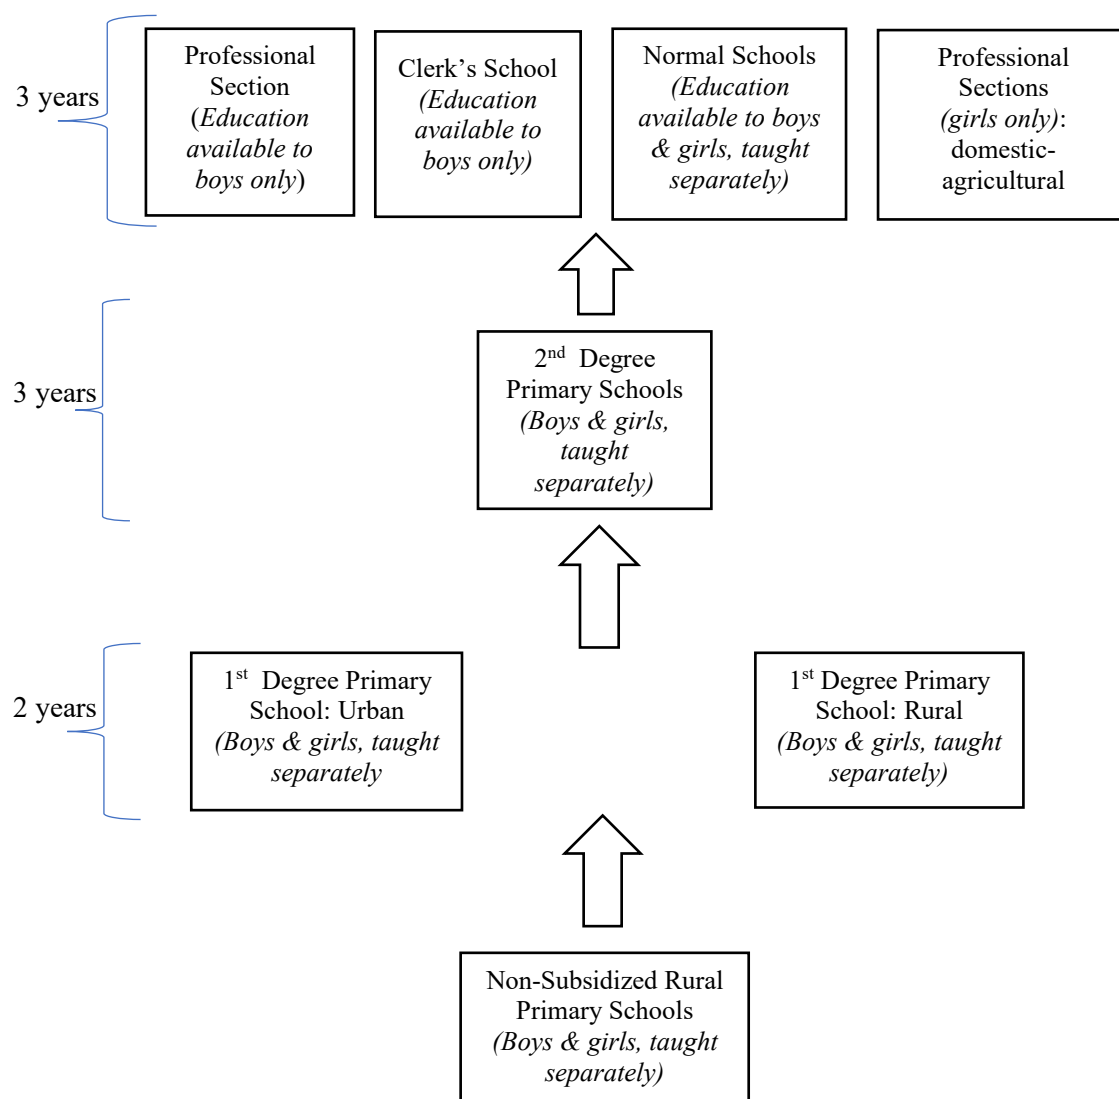 3 years
Professional
Section
(Education
available to
boys only)
Clerk’s School
(Education
available to
boys only)
Normal Schools
(Education
available to boys
& girls, taught
separately)
Professional
Sections
(girls only):
domestic-
agricultural
3 years
2nd Degree
Primary Schools
(Boys & girls,
taught
separately)
2 years
1st Degree Primary
School: Urban
(Boys & girls, taught
separately
1st Degree Primary
School: Rural
(Boys & girls, taught
separately)
Non-Subsidized Rural
Primary Schools
(Boys & girls, taught
separately)